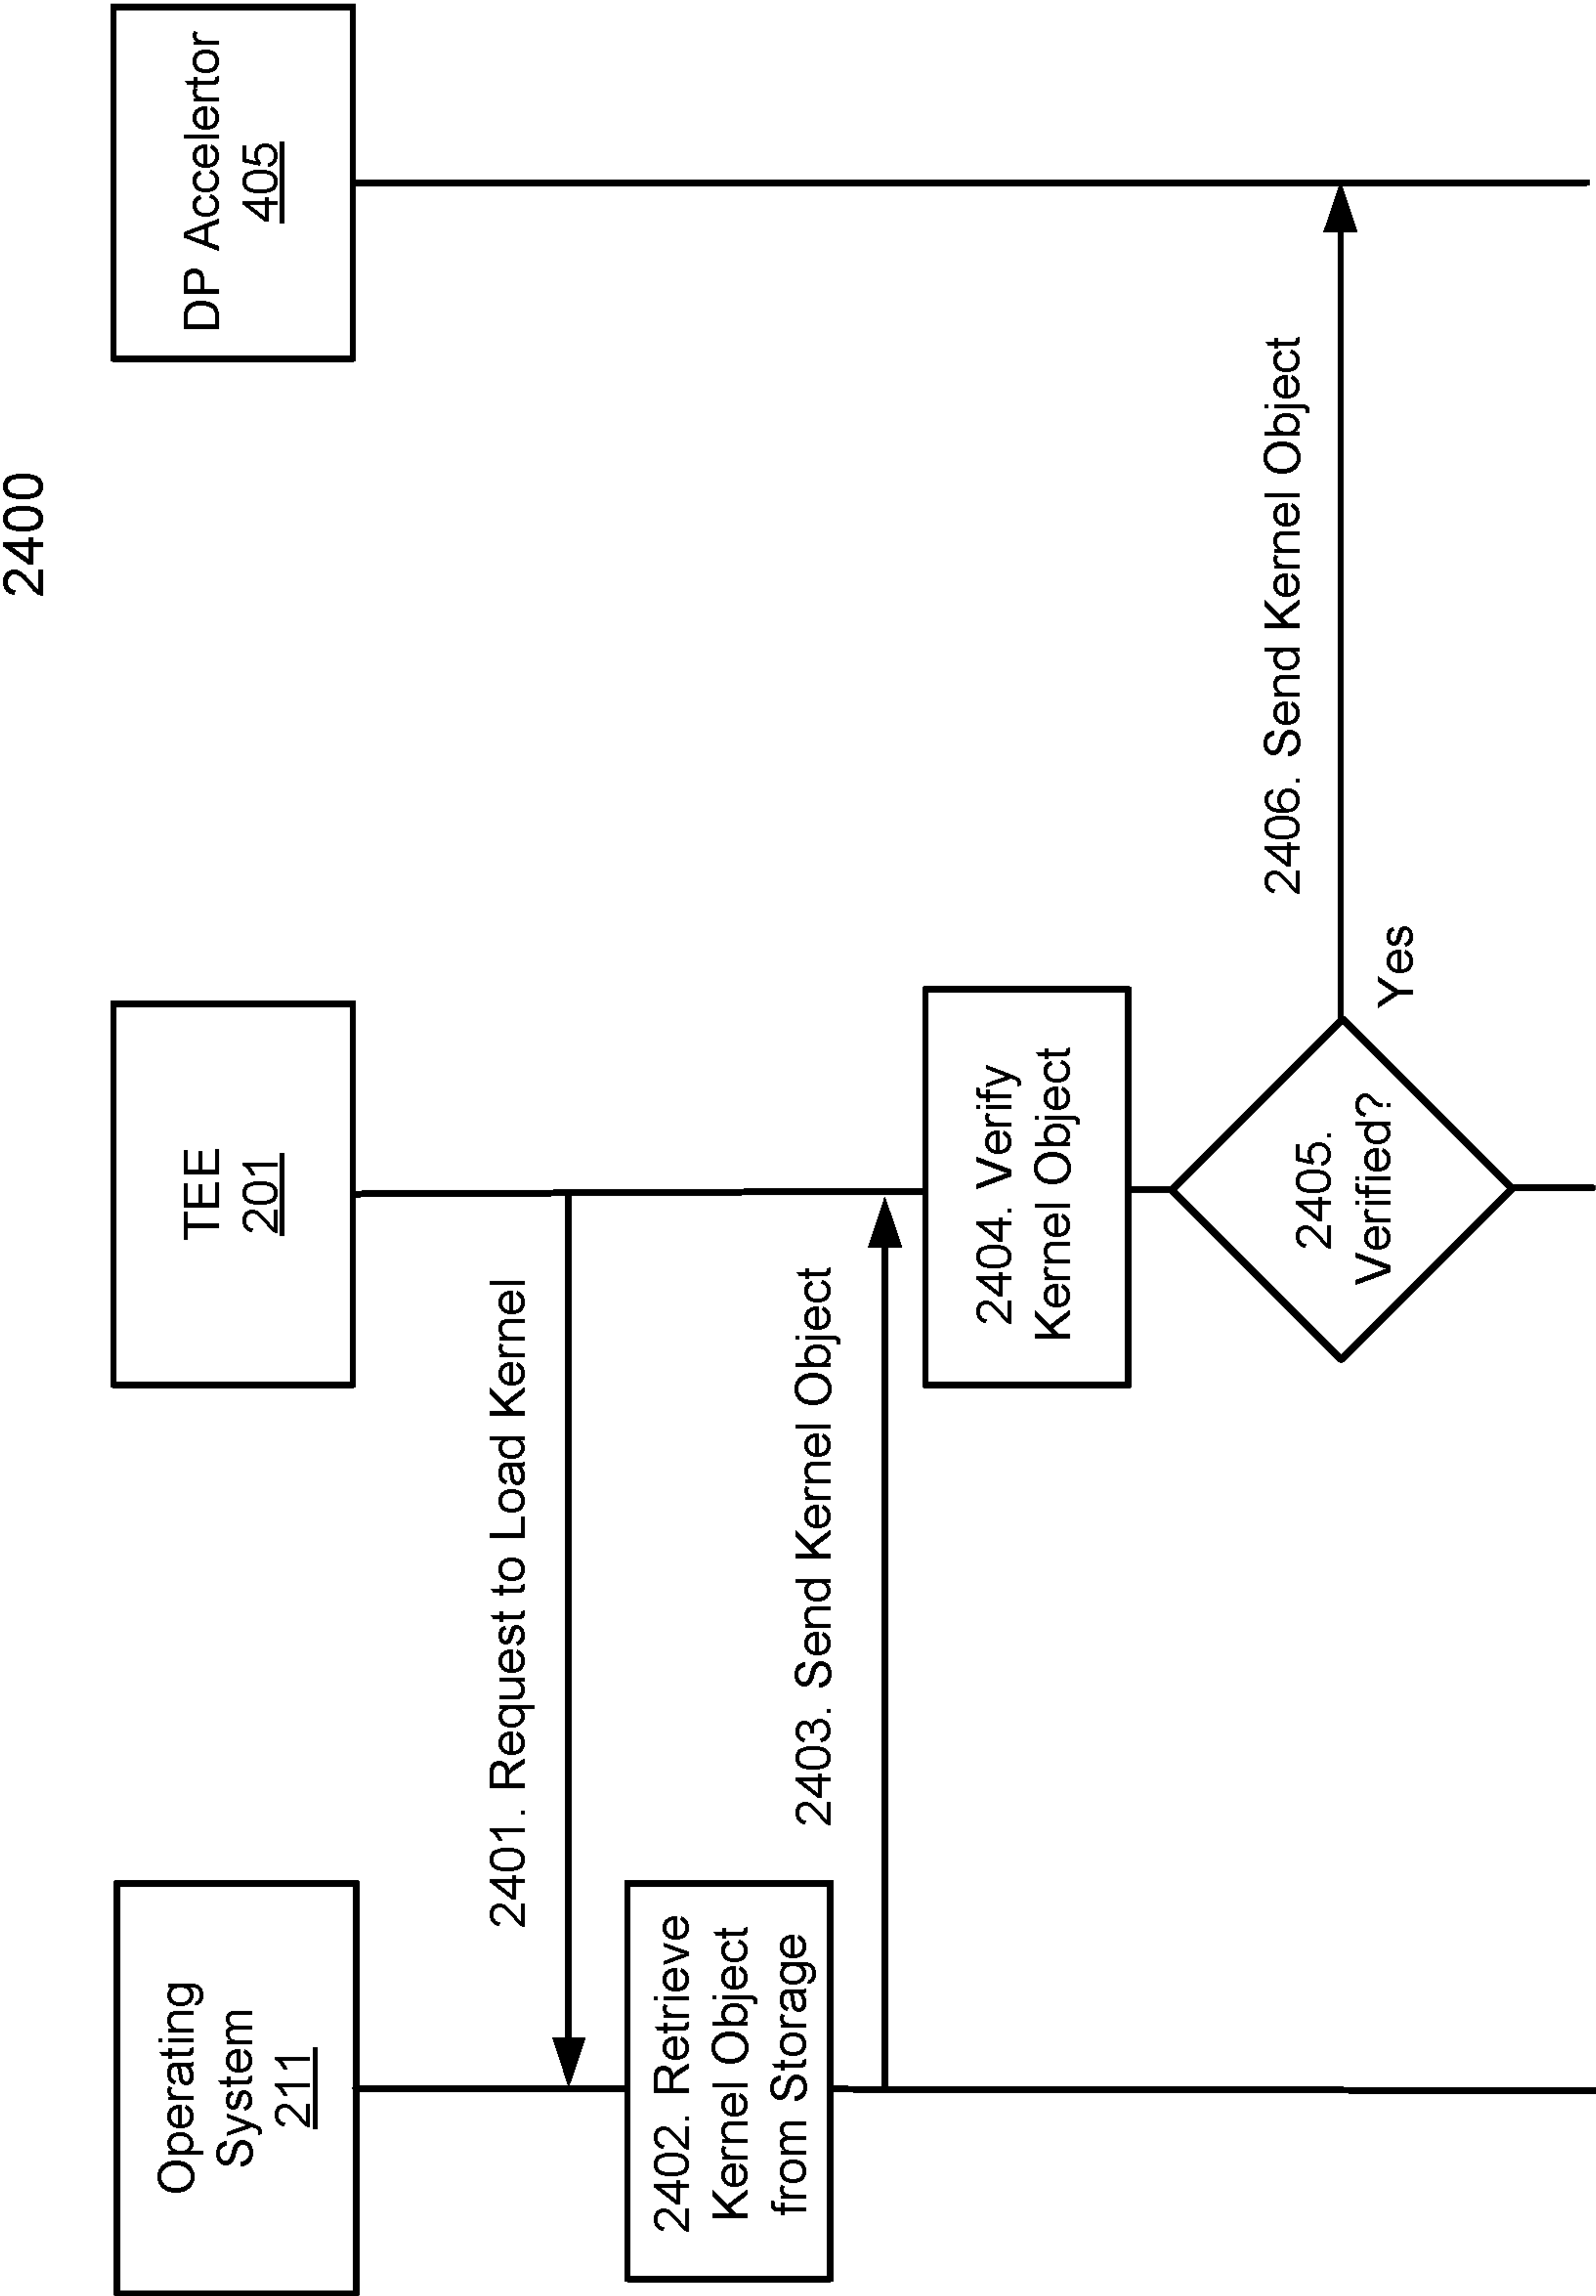 2400
Operating
System
211
TEE
201
DP Accelertor
405
2401. Request to Load Kernel
2402. Retrieve
Kernel Object
from Storage
2403. Send Kernel Object
2404. Verify
Kernel Object
2405.
Verified?
Yes
2406. Send Kernel Object